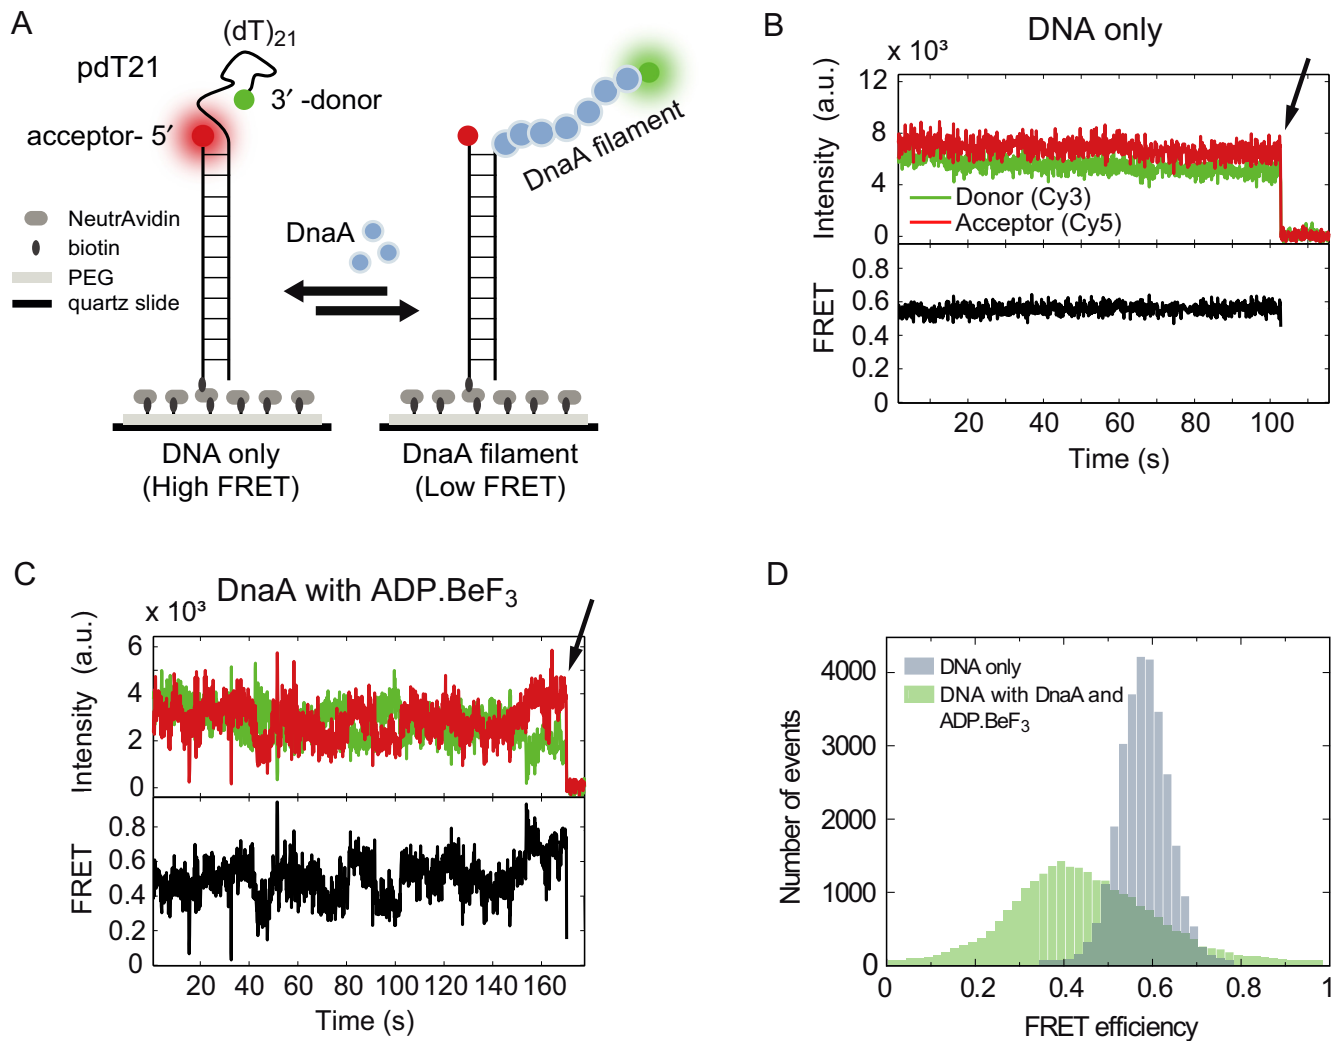 A
(dT)21
pdT21
3′ -donor
acceptor- 5′
DnaA filament
NeutrAvidin
biotin
PEG
quartz slide
DnaA
DNA only
(High FRET)
DnaA filament
(Low FRET)
B
DNA only
x 10³
Intensity (a.u.)
12
8
4
0
Donor (Cy3)
Acceptor (Cy5)
FRET
0.8
0.6
0.4
0.2
0
20 40 60 80 100
Time (s)
C
DnaA with ADP.BeF3
x 10³
Intensity (a.u.)
6
4
2
0
FRET
0.8
0.6
0.4
0.2
0
20 40 60 80 100 120 140 160
Time (s)
D
Number of events
4000
3000
2000
1000
0
DNA only
DNA with DnaA and
ADP.BeF3
0 0.2 0.4 0.6 0.8 1
FRET efficiency